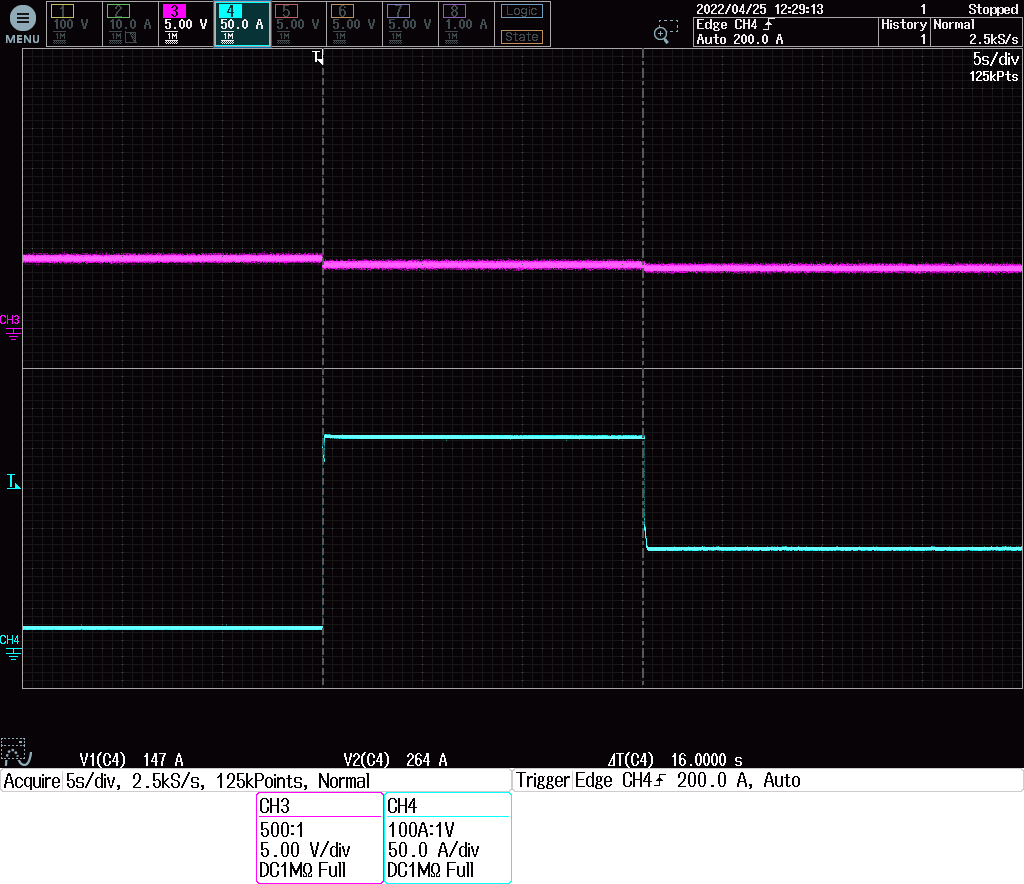 MENU
1
100 V
1M
2
10.0 A
1M
3
5.00 V
1M
4
50.0 A
1M
5
5.00 V
1M
6
5.00 V
1M
7
5.00 V
1M
8
1.00 A
1M
Logic
State
2022/04/25 12:29:13 1 Stopped
Edge CH4
Auto 200.0 A
History
1
Normal
2.5kS/s
5s/div
125kPts
T
CH3
T
CH4
V1(C4) 147 A V2(C4) 264 A ΔT(C4) 16.0000 s
Acquire 5s/div, 2.5kS/s, 125kPoints, Normal
Trigger Edge CH4 200.0 A, Auto
CH3
500:1
5.00 V/div
DC1MΩ Full
CH4
100A:1V
50.0 A/div
DC1MΩ Full